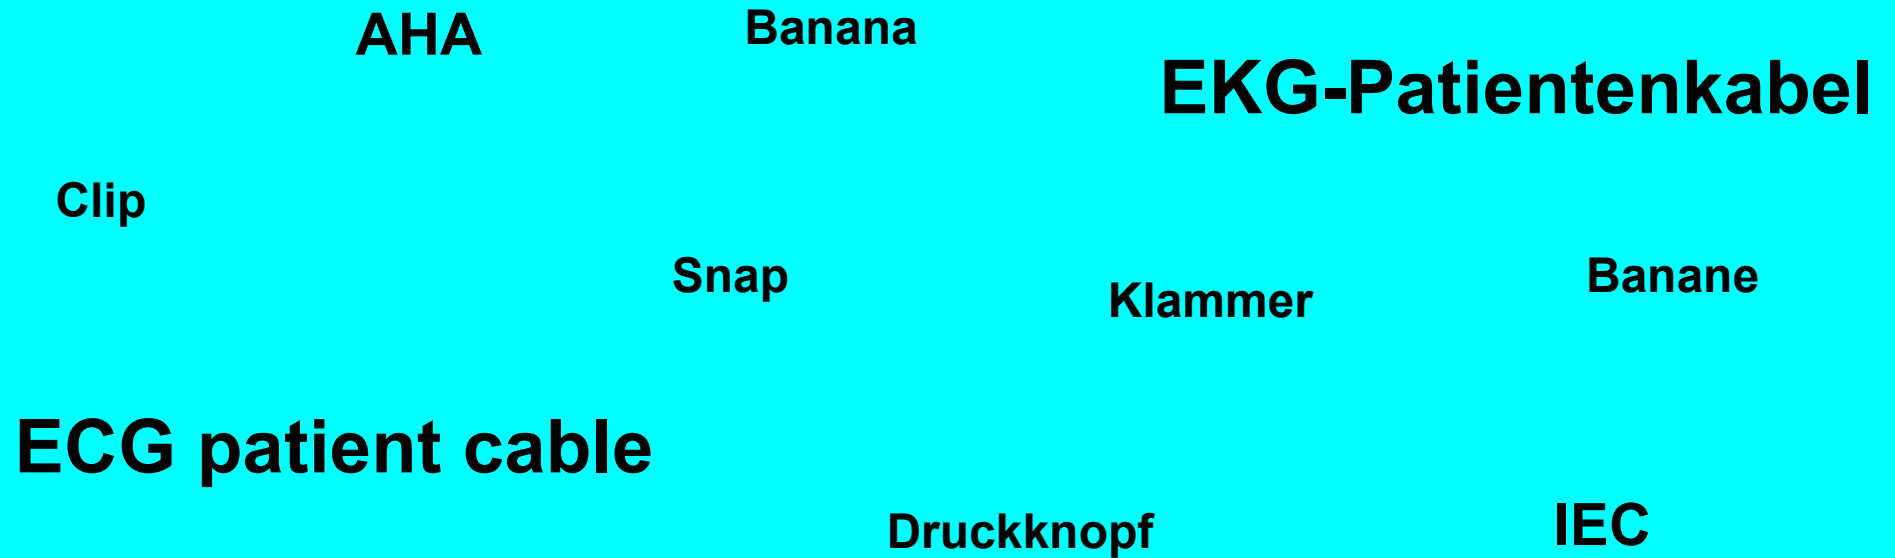 AHA
Banana
EKG-Patientenkabel
Clip
Snap
Klammer
Banane
ECG patient cable
Druckknopf
IEC